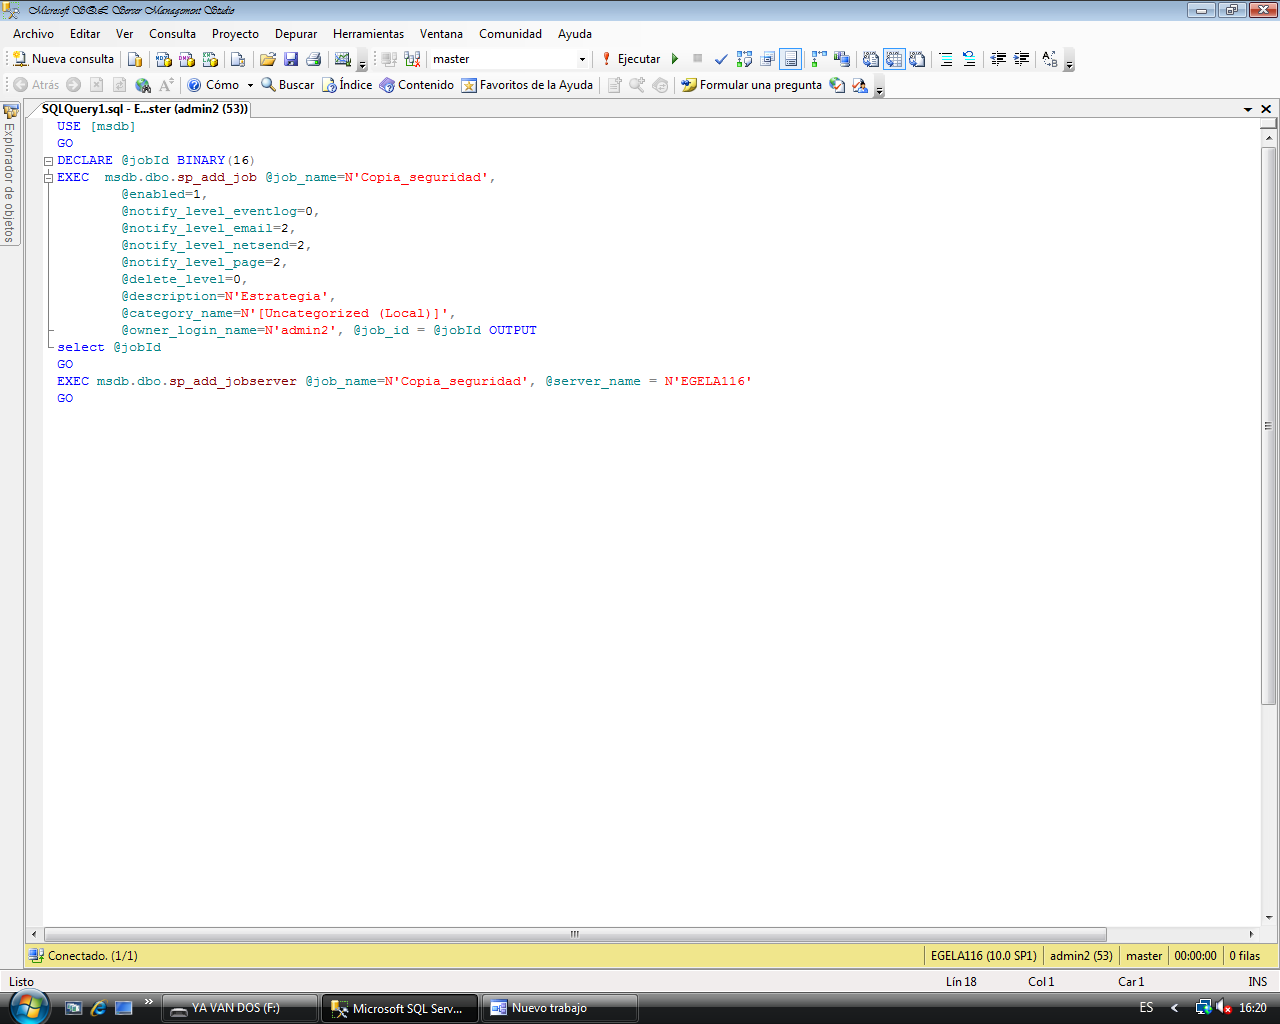 Microsoft SQL Server Management Studio
Archivo Editar Ver Consulta Proyecto Depurar Herramientas Ventana Comunidad Ayuda
Nueva consulta master Ejecutar
Atrás Cómo Buscar Índice Contenido Favoritos de la Ayuda Formular una pregunta
SQLQuery1.sql - E...ster (admin2 (53))
Explorador de objetos
USE [msdb]
GO
DECLARE @jobId BINARY(16)
EXEC  msdb.dbo.sp_add_job @job_name=N'Copia_seguridad',
@enabled=1,
@notify_level_eventlog=0,
@notify_level_email=2,
@notify_level_netsend=2,
@notify_level_page=2,
@delete_level=0,
@description=N'Estrategia',
@category_name=N'[Uncategorized (Local)]',
@owner_login_name=N'admin2', @job_id = @jobId OUTPUT
select @jobId
GO
EXEC msdb.dbo.sp_add_jobserver @job_name=N'Copia_seguridad', @server_name = N'EGELA116'
GO
Conectado. (1/1) EGELA116 (10.0 SP1) admin2 (53) master 00:00:00 0 filas
Listo Lín 18 Col 1 Car 1 INS
YA VAN DOS (F:) Microsoft SQL Serv... Nuevo trabajo ES 16:20